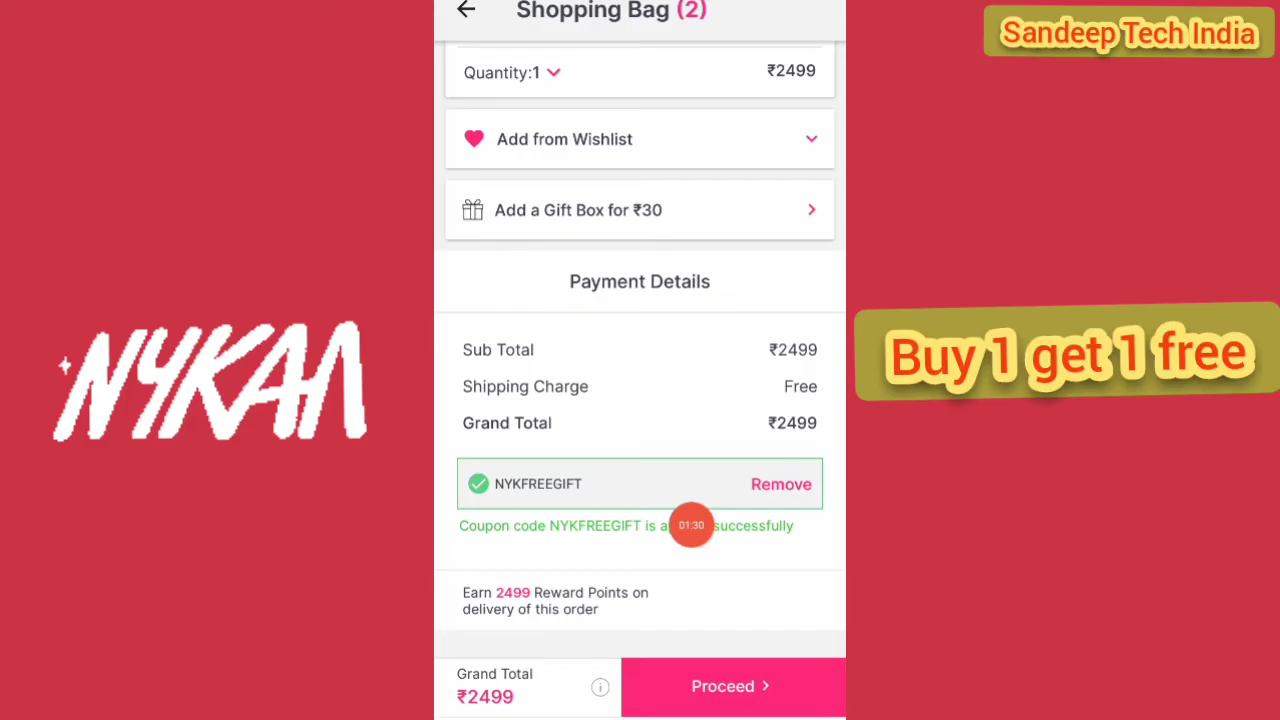 Shopping Bag (2)
Sandeep Tech India
Quantity:1
₹2499
Add from Wishlist
Add a Gift Box for ₹30
Payment Details
Sub Total ₹2499
Shipping Charge Free
Grand Total ₹2499
NYKAA
Buy 1 get 1 free
NYKFREEGIFT Remove
Coupon code NYKFREEGIFT is successfully
01:30
Earn 2499 Reward Points on
delivery of this order
Grand Total
₹2499
Proceed